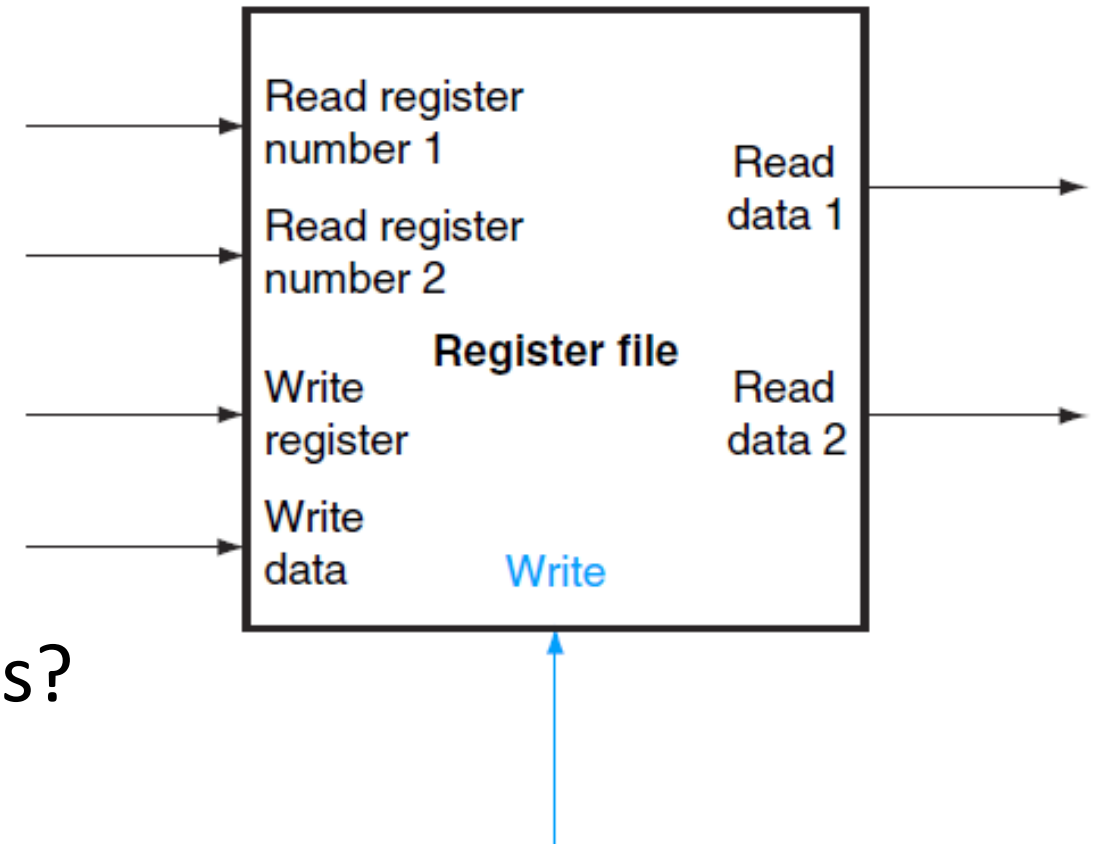 Read register
number 1
Read
data 1
Read register
number 2
Register file
Write
register
Read
data 2
Write
data
Write
s?